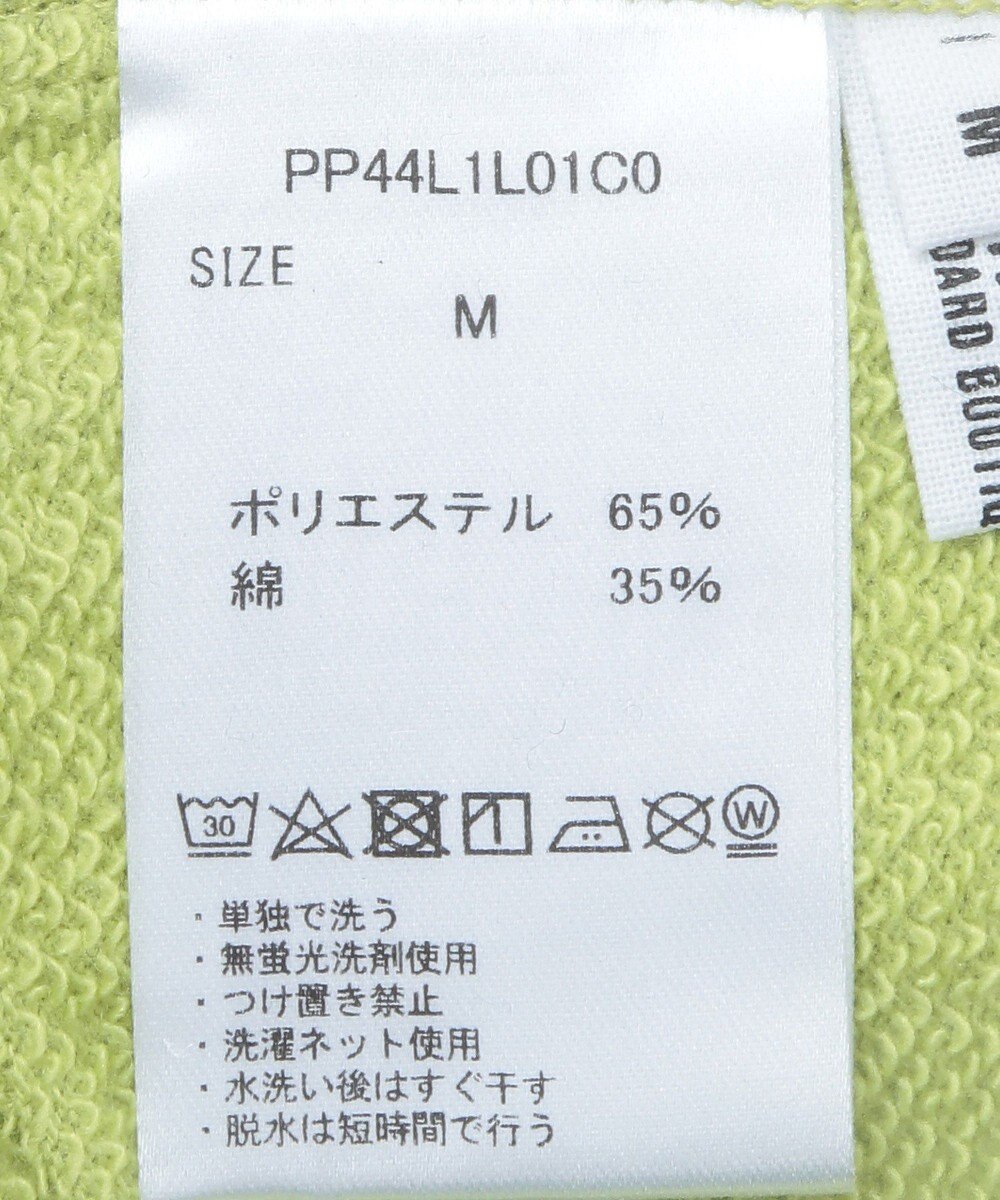 PP44L1L01C0
SIZE
M
ポリエステル 65%
綿 35%
30
W
・単独で洗う
・無蛍光洗剤使用
・つけ置き禁止
・洗濯ネット使用
・水洗い後はすぐ干す
・脱水は短時間で行う
M